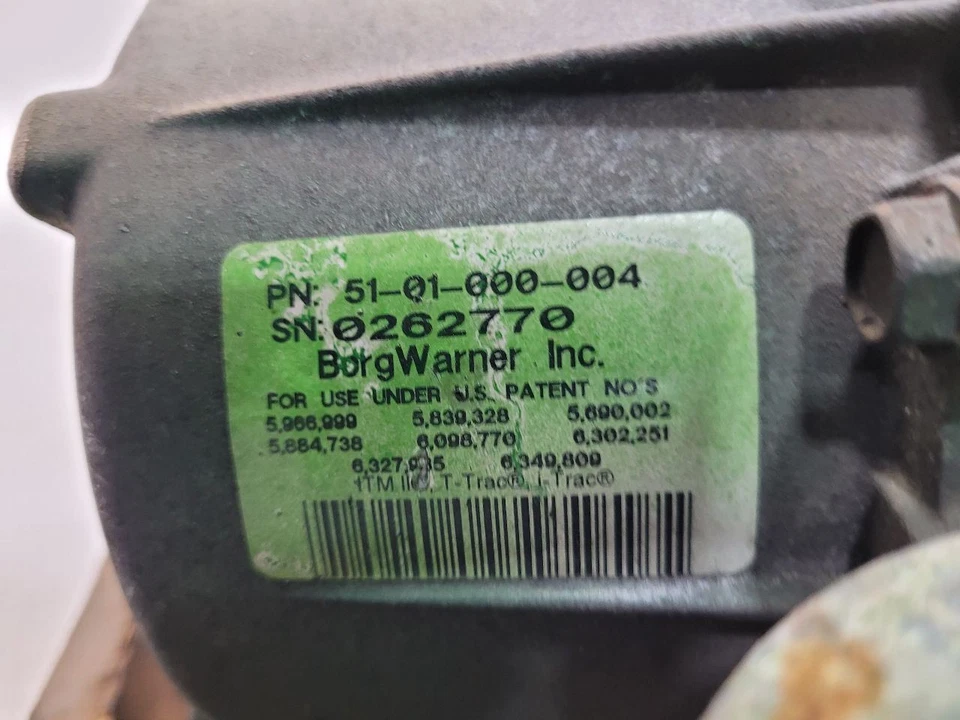 PN: 51-01-000-004
SN: 0262770
BorgWarner Inc.
FOR USE UNDER U.S. PATENT NO'S
5,966,999 5,839,328 5,690,002
5,884,738 6,098,770 6,302,251
6,327,935 6,349,809
ITM II®, T-Trac®, i-Trac®